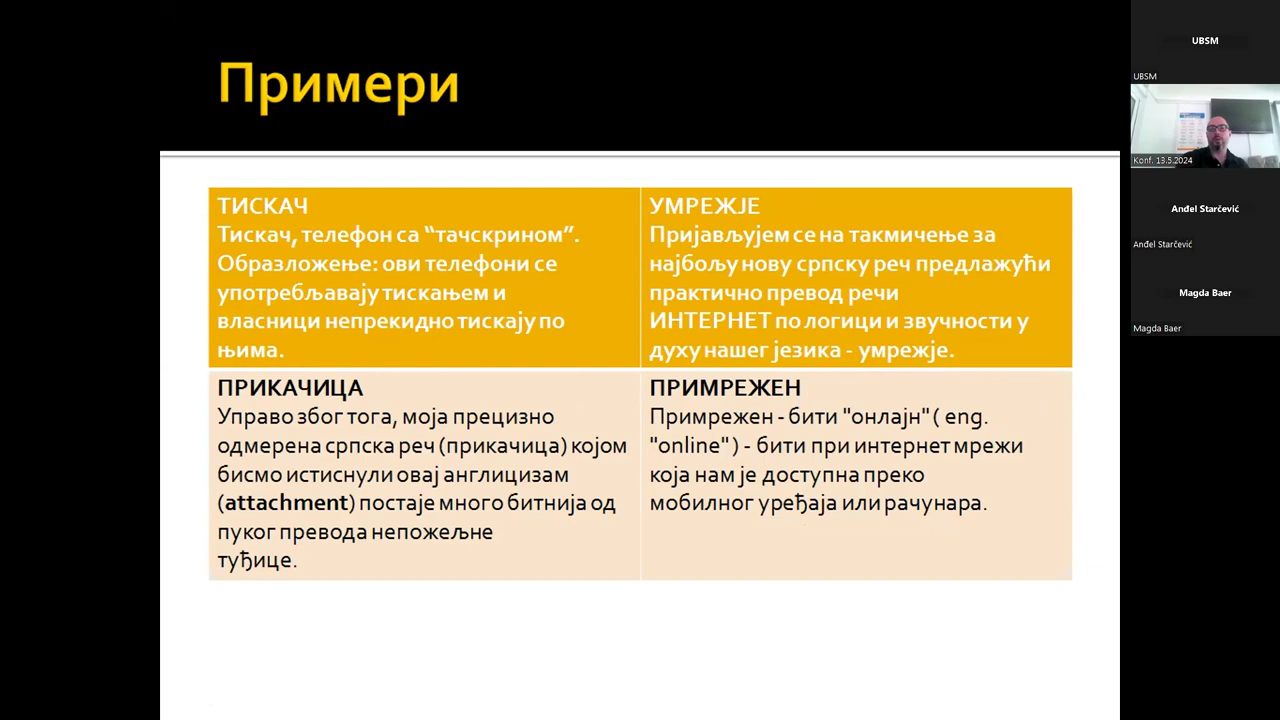 Примери
ТИСКАЧ
Тискач, телефон са “тачскрином”.
Образложење: ови телефони се
употребљавају тискањем и
власници непрекидно тискају по
њима.
УМРЕЖЈЕ
Пријављујем се на такмичење за
најбољу нову српску реч предлажући
практично превод речи
ИНТЕРНЕТ по логици и звучности у
духу нашег језика - умрежје.
ПРИКАЧИЦА
Управо због тога, моја прецизно
одмерена српска реч (прикачица) којом
бисмо истиснули овај англицизам
(attachment) постаје много битнија од
пуког превода непожељне
туђице.
ПРИМРЕЖЕН
Примрежен - бити "онлајн" ( eng.
"online" ) - бити при интернет мрежи
која нам је доступна преко
мобилног уређаја или рачунара.
UBSM
UBSM
Konf. 13.5.2024
Anđel Starčević
Anđel Starčević
Magda Baer
Magda Baer